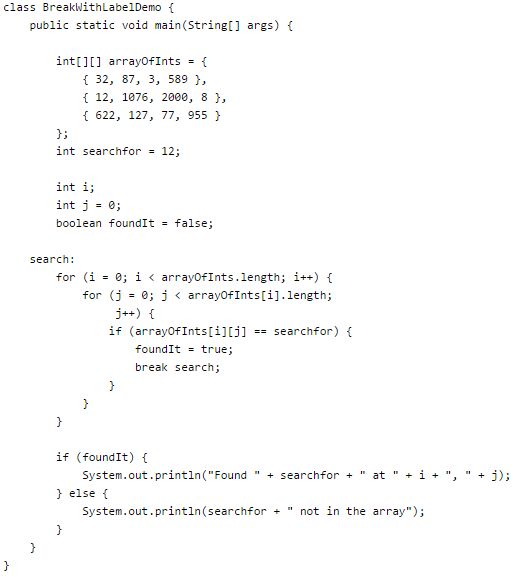 class BreakWithLabelDemo {
    public static void main(String[] args) {

        int[][] arrayOfInts = {
            { 32, 87, 3, 589 },
            { 12, 1076, 2000, 8 },
            { 622, 127, 77, 955 }
        };
        int searchfor = 12;

        int i;
        int j = 0;
        boolean foundIt = false;

    search:
        for (i = 0; i < arrayOfInts.length; i++) {
            for (j = 0; j < arrayOfInts[i].length;
                 j++) {
                if (arrayOfInts[i][j] == searchfor) {
                    foundIt = true;
                    break search;
                }
            }
        }

        if (foundIt) {
            System.out.println("Found " + searchfor + " at " + i + ", " + j);
        } else {
            System.out.println(searchfor + " not in the array");
        }
    }
}